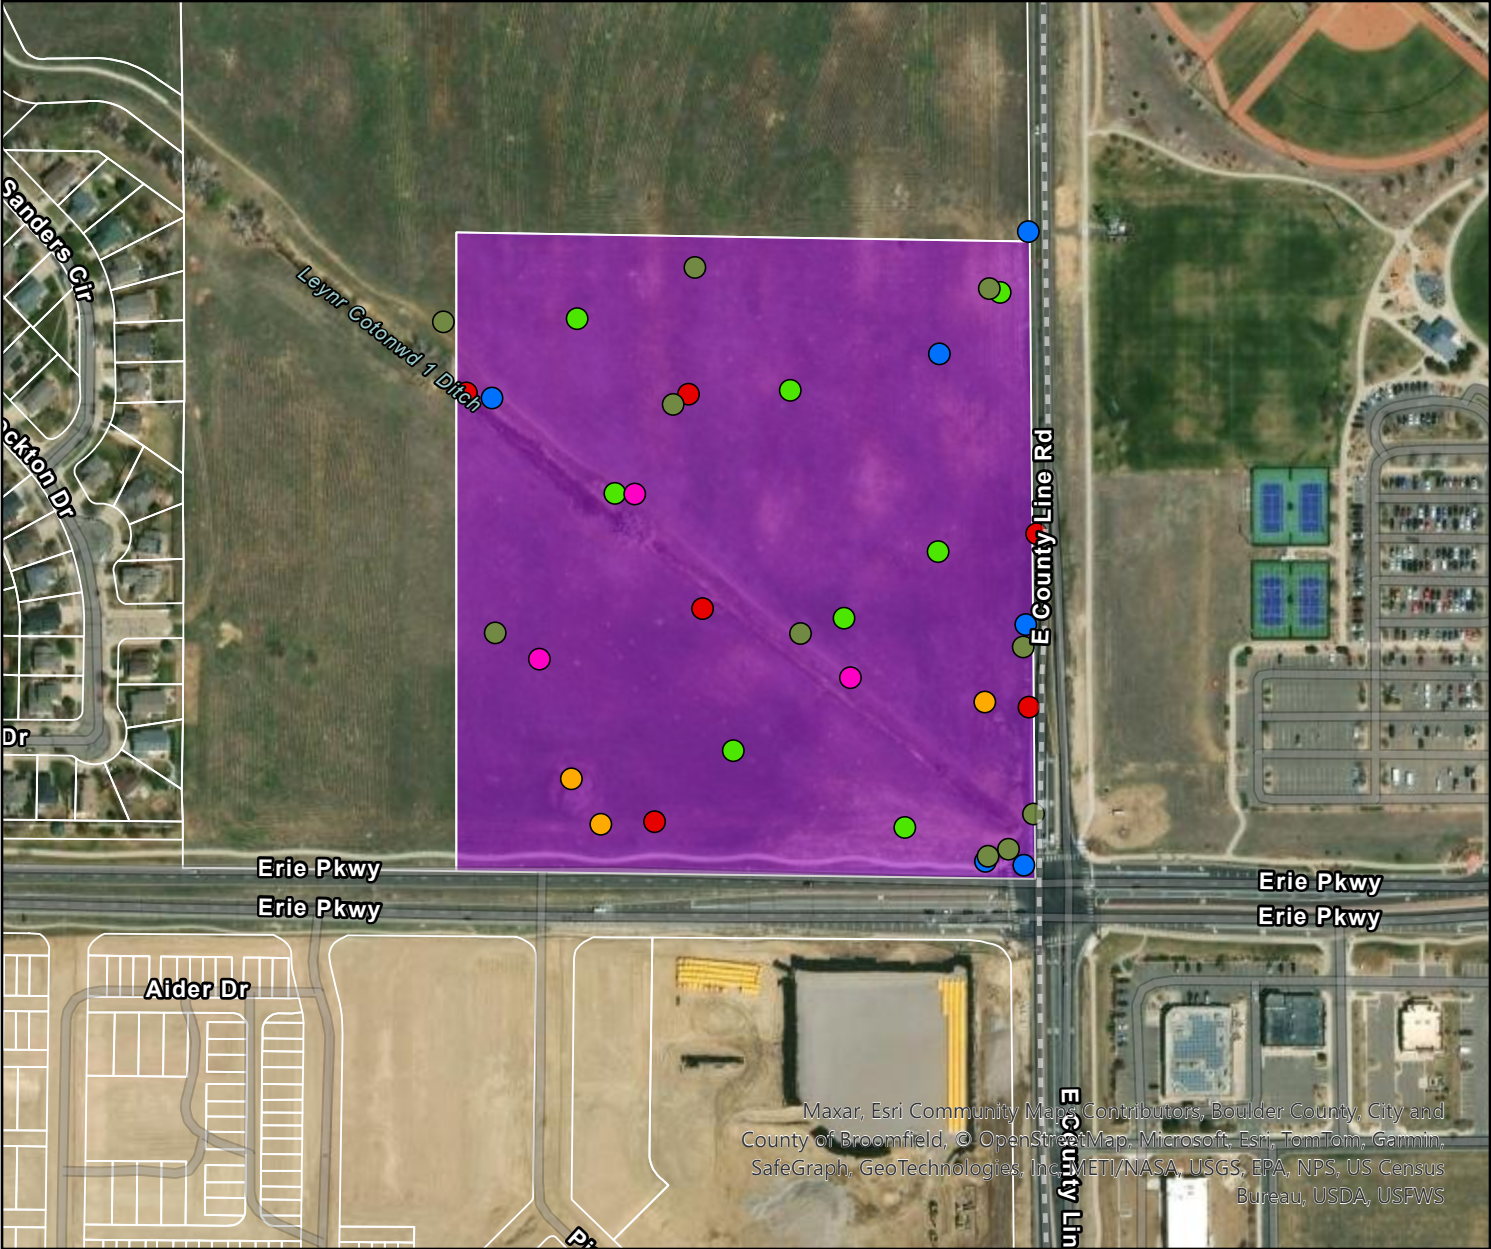 Sanders Cir
Leynr Cotonwd 1 Ditch
ckton Dr
E County Line Rd
Dr
Erie Pkwy
Erie Pkwy
Erie Pkwy
Erie Pkwy
Aider Dr
E County Lin
Pi
Maxar, Esri Community Maps Contributors, Boulder County, City and
County of Broomfield, © OpenStreetMap, Microsoft, Esri, TomTom, Garmin,
SafeGraph, GeoTechnologies, Inc, METI/NASA, USGS, EPA, NPS, US Census
Bureau, USDA, USFWS